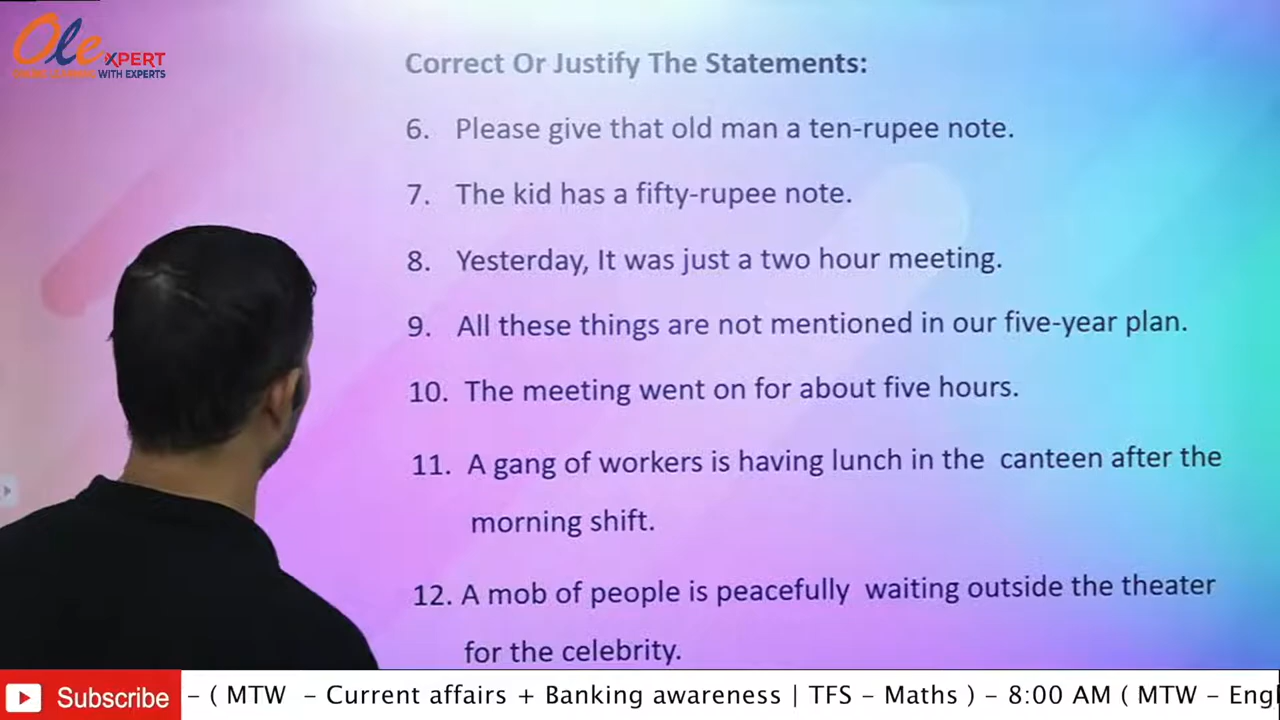 Ole XPERT
ONLINE LEARNING WITH EXPERTS
Correct Or Justify The Statements:
6. Please give that old man a ten-rupee note.
7. The kid has a fifty-rupee note.
8. Yesterday, It was just a two hour meeting.
9. All these things are not mentioned in our five-year plan.
10. The meeting went on for about five hours.
11. A gang of workers is having lunch in the canteen after the
morning shift.
12. A mob of people is peacefully waiting outside the theater
for the celebrity.
Subscribe – ( MTW – Current affairs + Banking awareness | TFS – Maths ) – 8:00 AM ( MTW – Eng